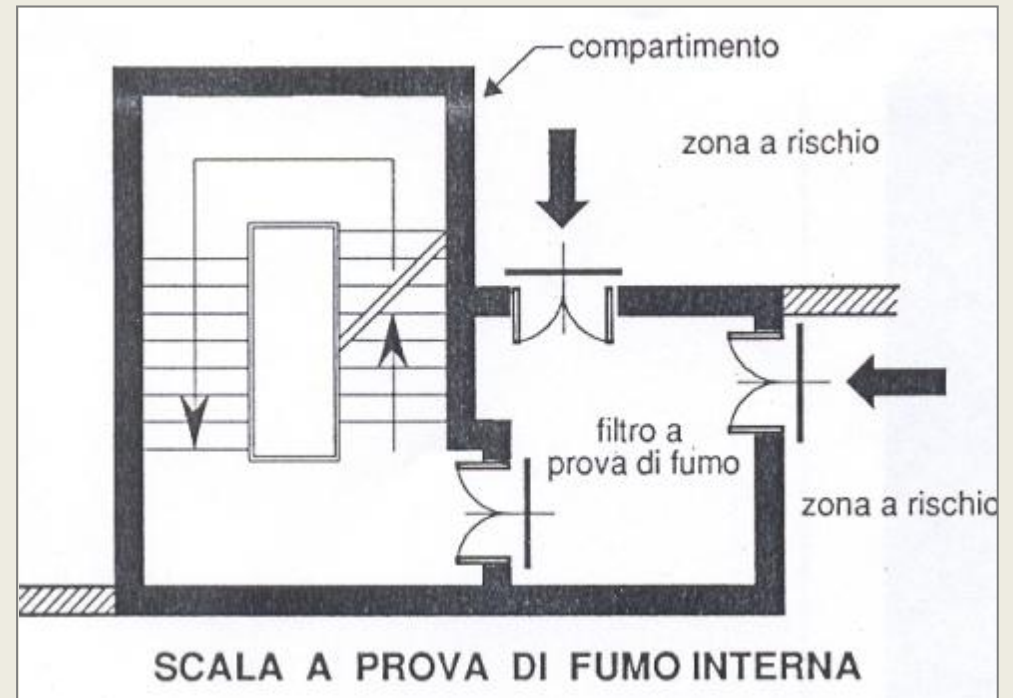 compartimento
zona a rischio
filtro a
prova di fumo
zona a rischio
SCALA A PROVA DI FUMO INTERNA